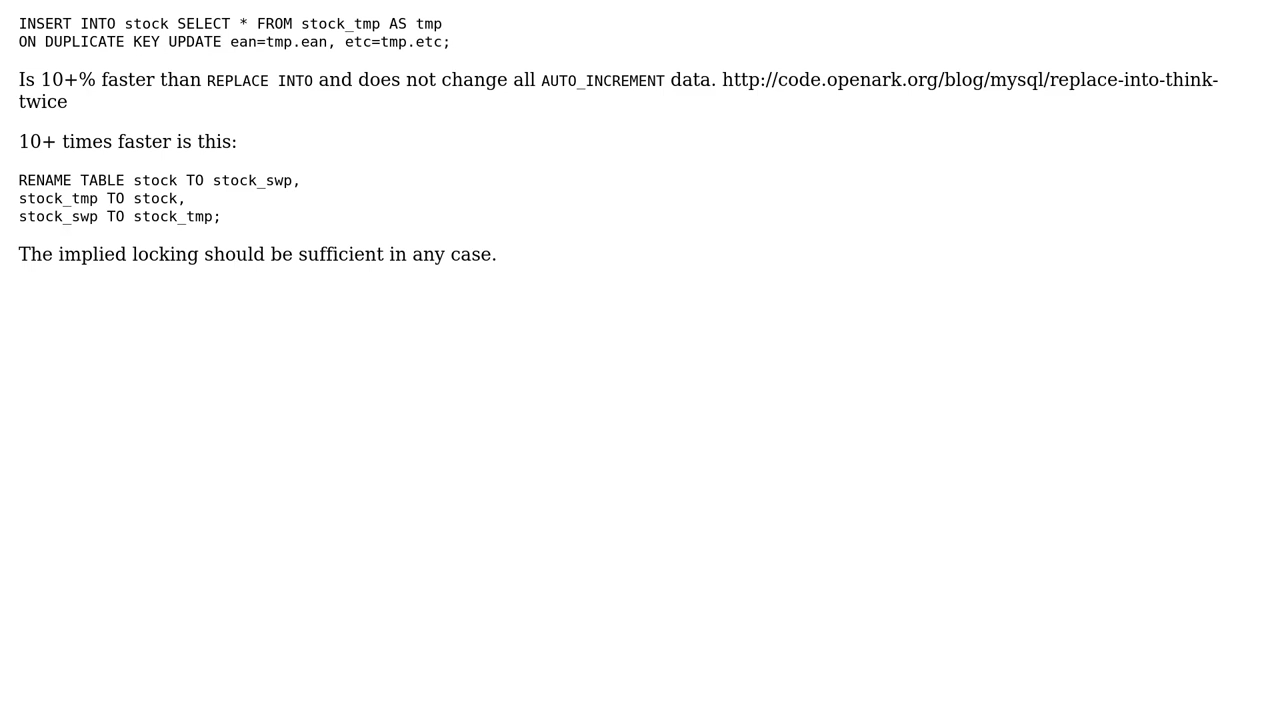 INSERT INTO stock SELECT * FROM stock_tmp AS tmp
ON DUPLICATE KEY UPDATE ean=tmp.ean, etc=tmp.etc;
Is 10+% faster than REPLACE INTO and does not change all AUTO_INCREMENT data. http://code.openark.org/blog/mysql/replace-into-think-
twice
10+ times faster is this:
RENAME TABLE stock TO stock_swp,
stock_tmp TO stock,
stock_swp TO stock_tmp;
The implied locking should be sufficient in any case.